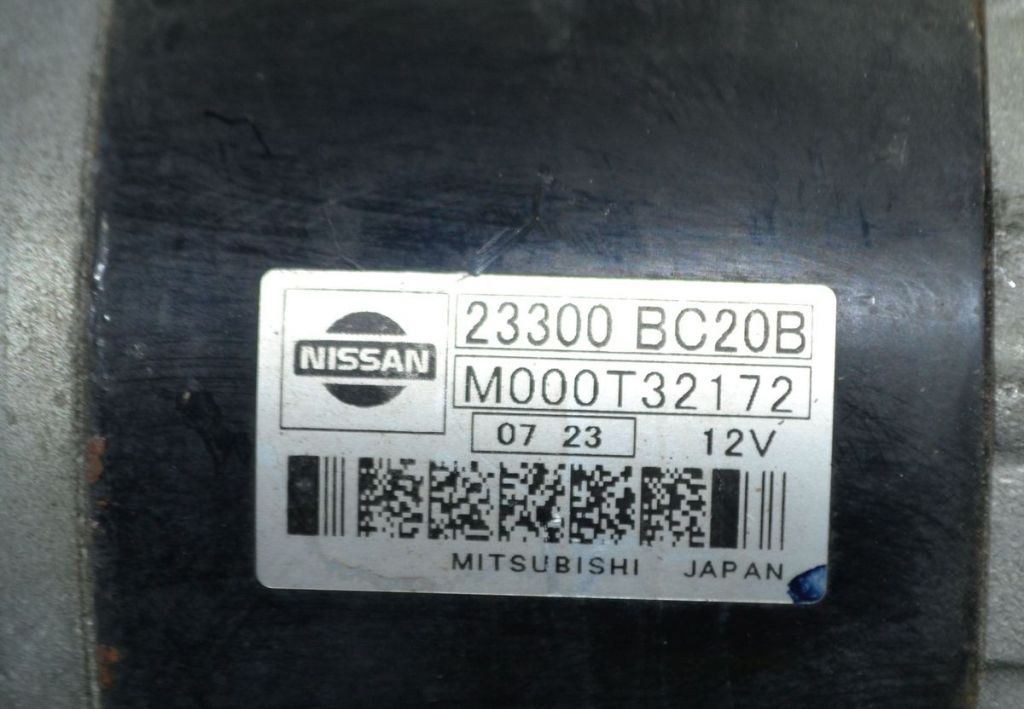 NISSAN
23300 BC20B
M000T32172
07 23
12V
MITSUBISHI JAPAN